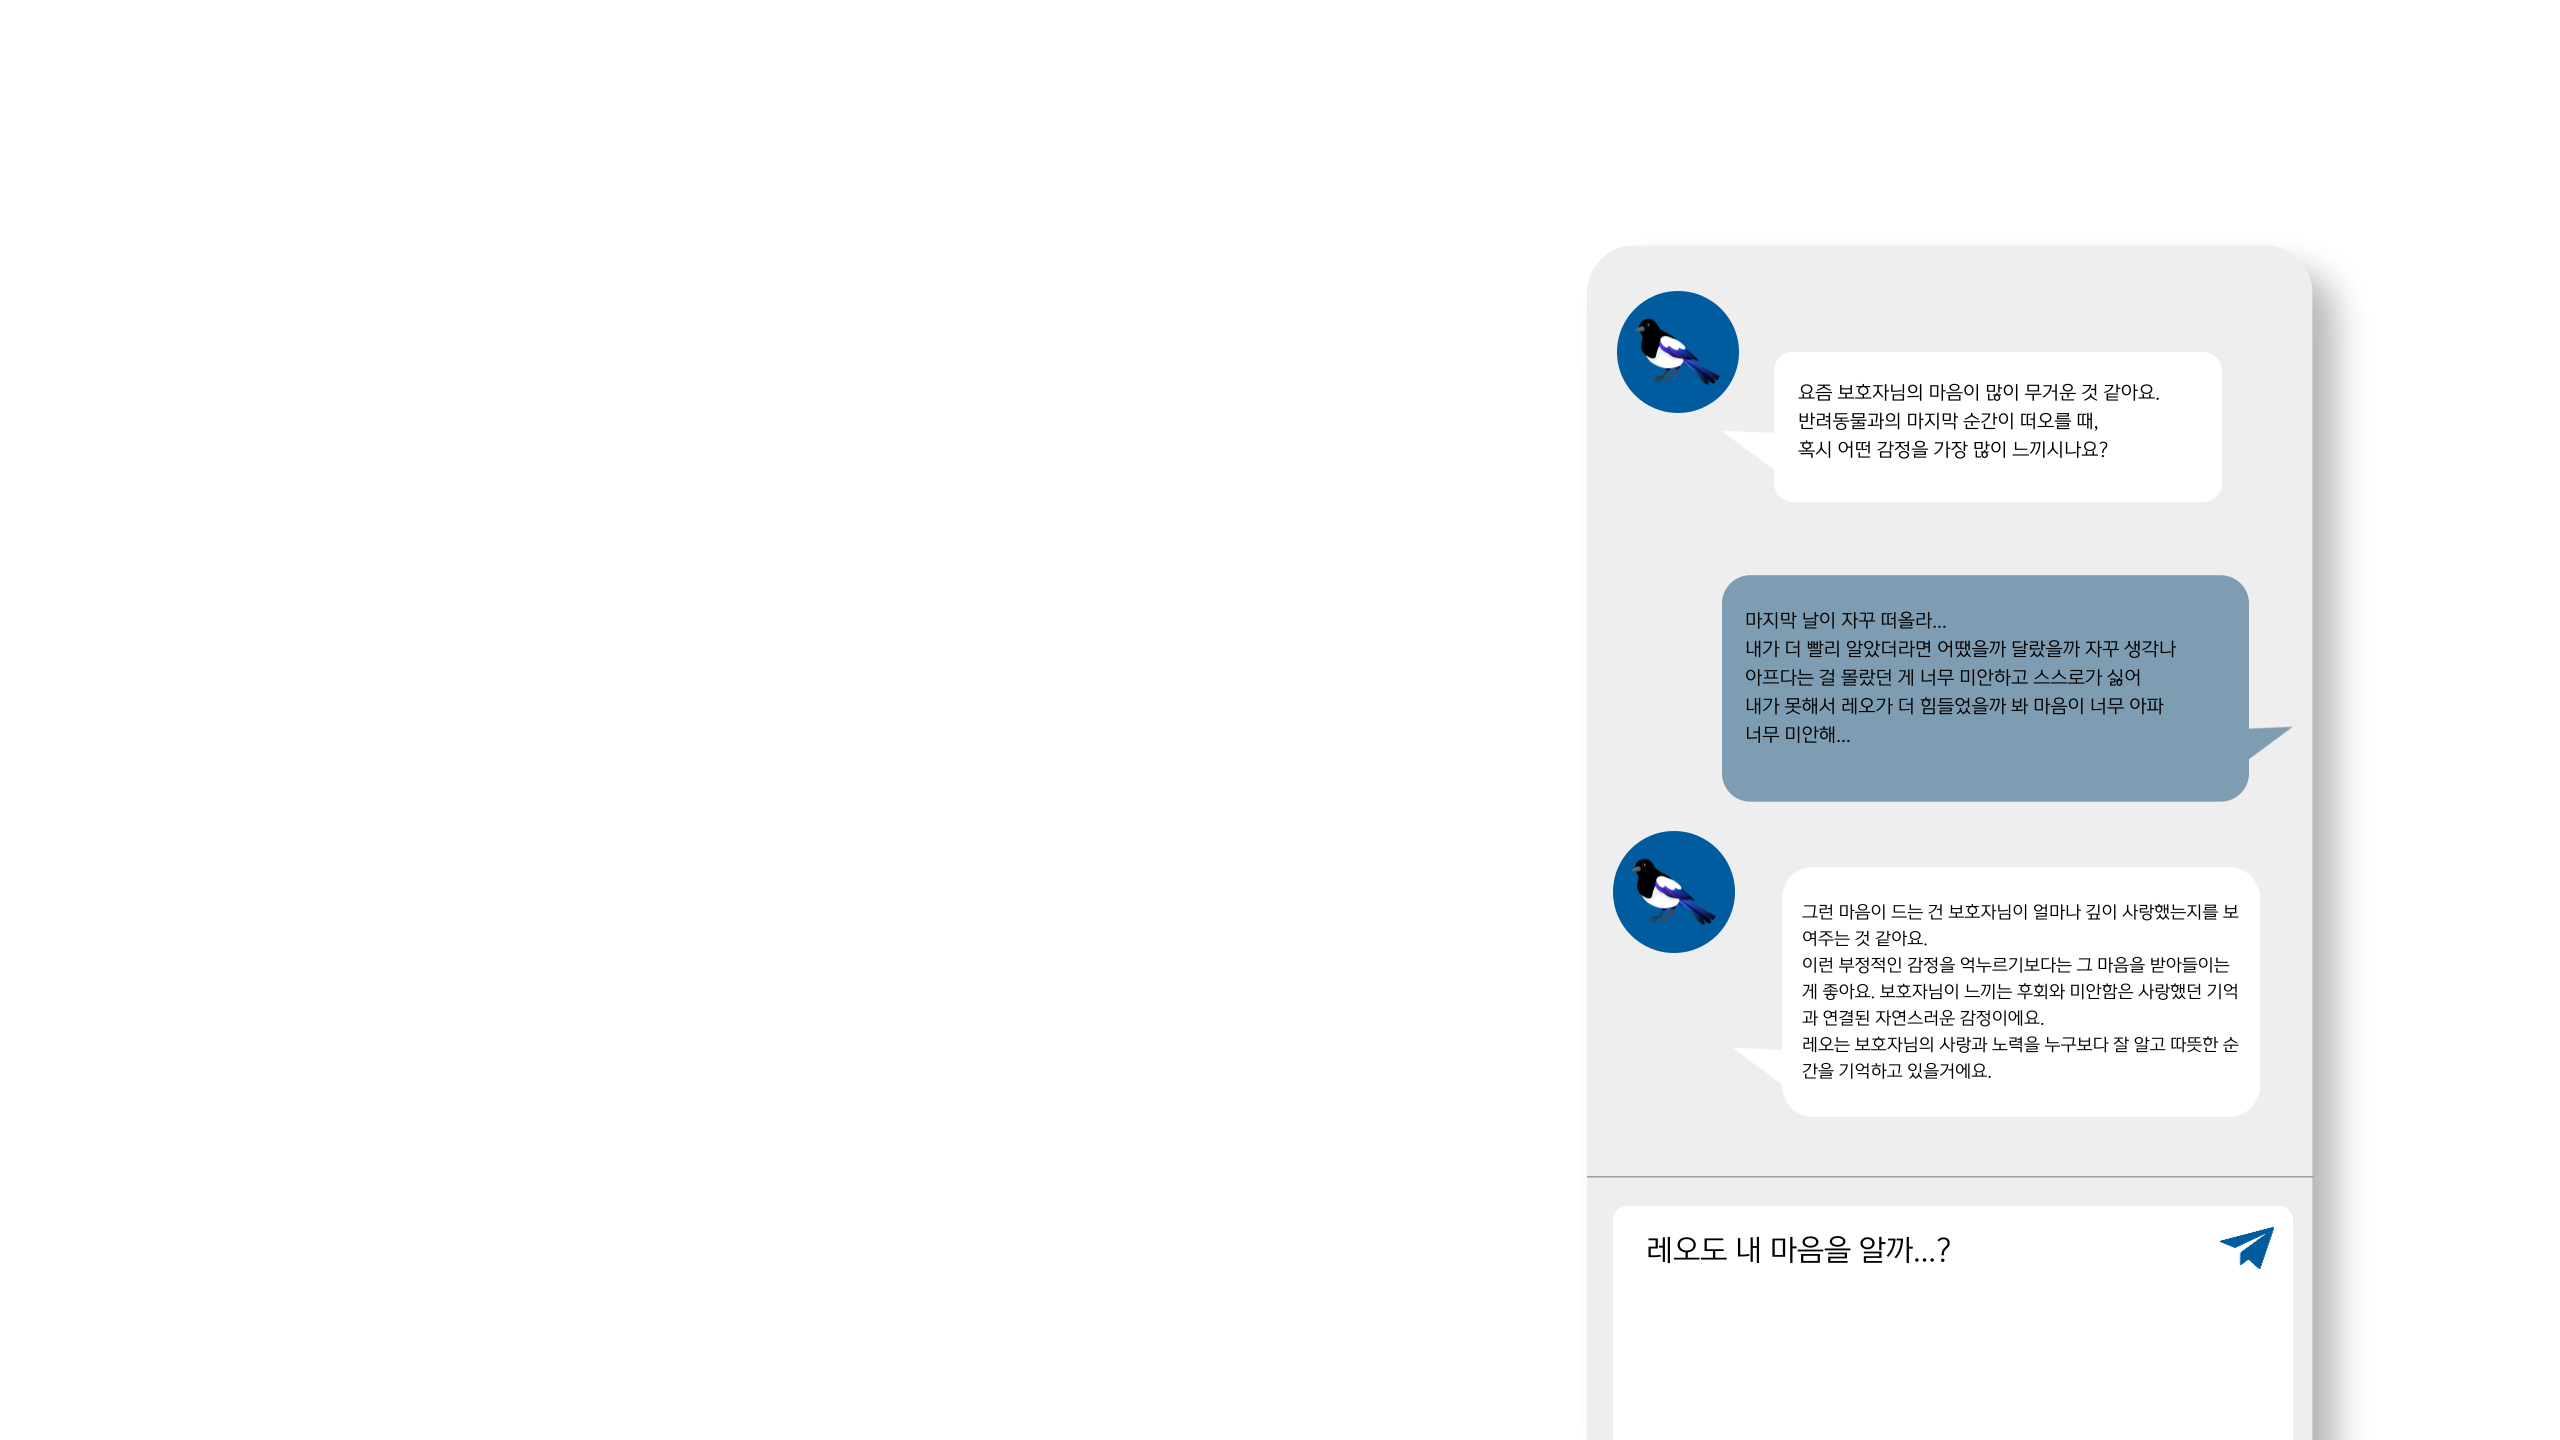 요즘 보호자님의 마음이 많이 무거운 것 같아요.
반려동물과의 마지막 순간이 떠오를 때,
혹시 어떤 감정을 가장 많이 느끼시나요?
마지막 날이 자꾸 떠올라...
내가 더 빨리 알았더라면 어땠을까 달랐을까 자꾸 생각나
아프다는 걸 몰랐던 게 너무 미안하고 스스로가 싫어
내가 못해서 레오가 더 힘들었을까 봐 마음이 너무 아파
너무 미안해...
그런 마음이 드는 건 보호자님이 얼마나 깊이 사랑했는지를 보
여주는 것 같아요.
이런 부정적인 감정을 억누르기보다는 그 마음을 받아들이는
게 좋아요. 보호자님이 느끼는 후회와 미안함은 사랑했던 기억
과 연결된 자연스러운 감정이에요.
레오는 보호자님의 사랑과 노력을 누구보다 잘 알고 따뜻한 순
간을 기억하고 있을거에요.
레오도 내 마음을 알까...?